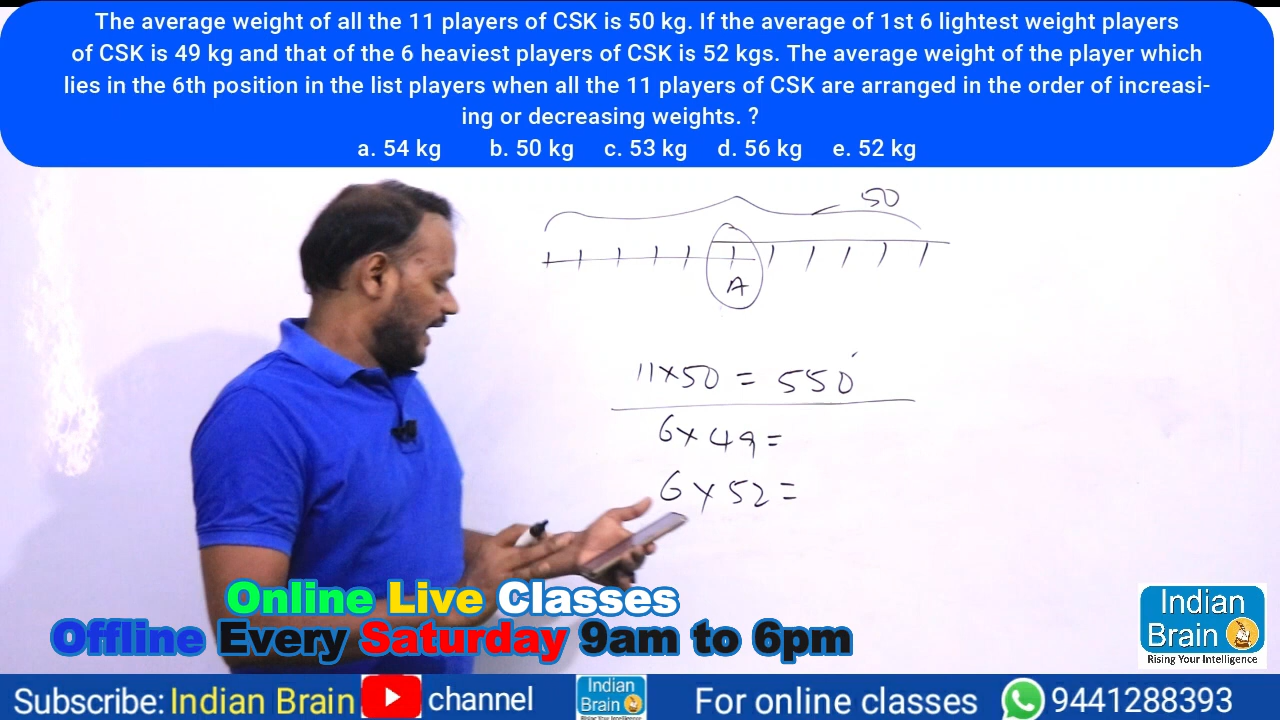 The average weight of all the 11 players of CSK is 50 kg. If the average of 1st 6 lightest weight players
of CSK is 49 kg and that of the 6 heaviest players of CSK is 52 kgs. The average weight of the player which
lies in the 6th position in the list players when all the 11 players of CSK are arranged in the order of increasi-
ing or decreasing weights. ?
a. 54 kg b. 50 kg c. 53 kg d. 56 kg e. 52 kg
50
A
11×50 = 550
6×49=
6×52=
Online Live Classes
Offline Every Saturday 9am to 6pm
Indian
Brain
Rising Your Intelligence
Subscribe: Indian Brain channel
Indian
Brain
Rising Your Intelligence
For online classes 9441288393